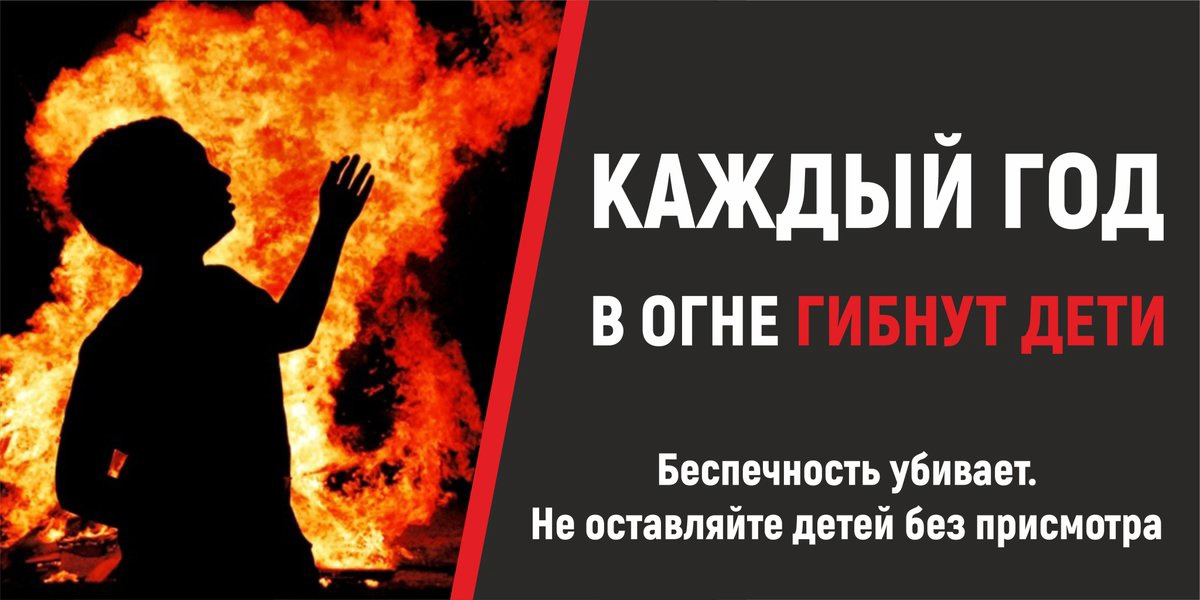 КАЖДЫЙ ГОД
В ОГНЕ ГИБНУТ ДЕТИ
Беспечность убивает.
Не оставляйте детей без присмотра